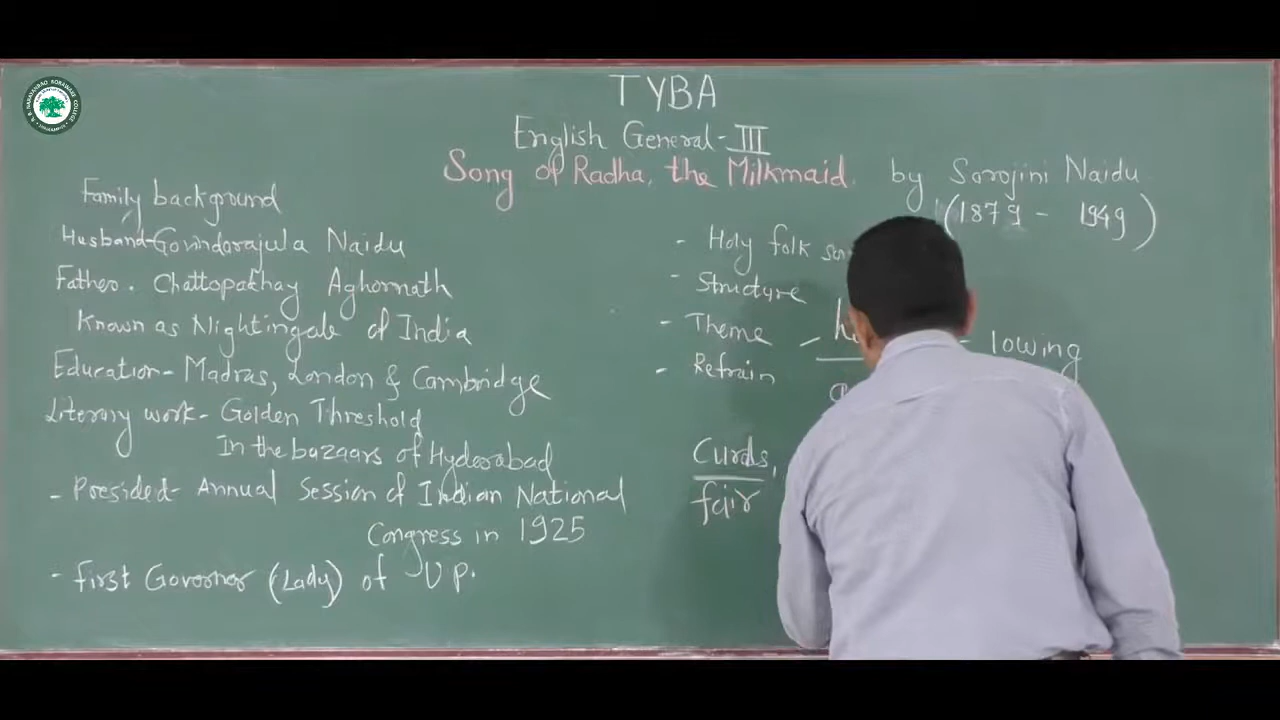 TYBA
English General-III
Song of Radha, the Milkmaid. by Sarojini Naidu
(1879 - 1949)
Family background
Husband-Govindarajula Naidu
Father. Chattopakhay Aghornath
Known as Nightingale of India
Education- Madras, London & Cambridge
Literary work- Golden Threshold
In the bazaars of Hyderabad
- Presided- Annual Session of Indian National
Congress in 1925
- first Governor (Lady) of U P.
- Holy folk
- Structure
- Theme
- Refrain
lowing
Curds,
fair